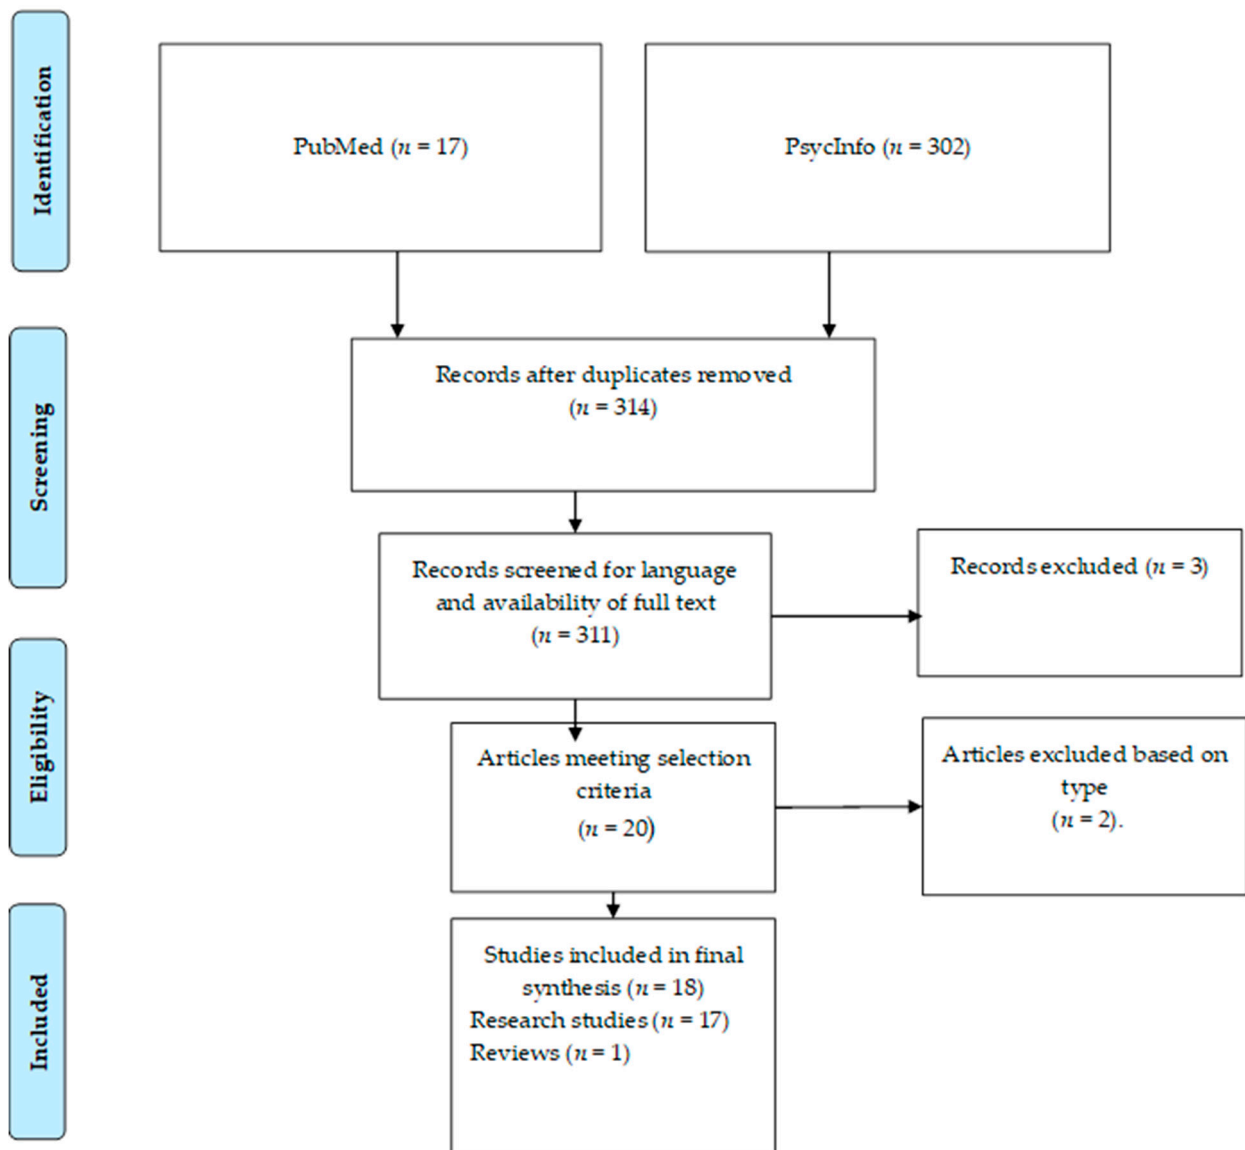 Identification
PubMed (n = 17)
PsycInfo (n = 302)
Screening
Records after duplicates removed
(n = 314)
Records screened for language
and availability of full text
(n = 311)
Records excluded (n = 3)
Eligibility
Articles meeting selection
criteria
(n = 20)
Articles excluded based on
type
(n = 2).
Included
Studies included in final
synthesis (n = 18)
Research studies (n = 17)
Reviews (n = 1)